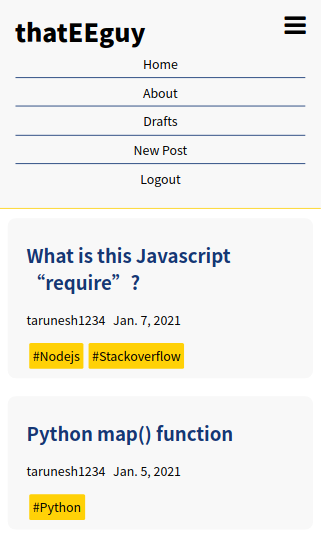 thatEEguy
Home
About
Drafts
New Post
Logout
What is this Javascript
“require” ?
tarunesh1234 Jan. 7, 2021
#Nodejs #Stackoverflow
Python map() function
tarunesh1234 Jan. 5, 2021
#Python